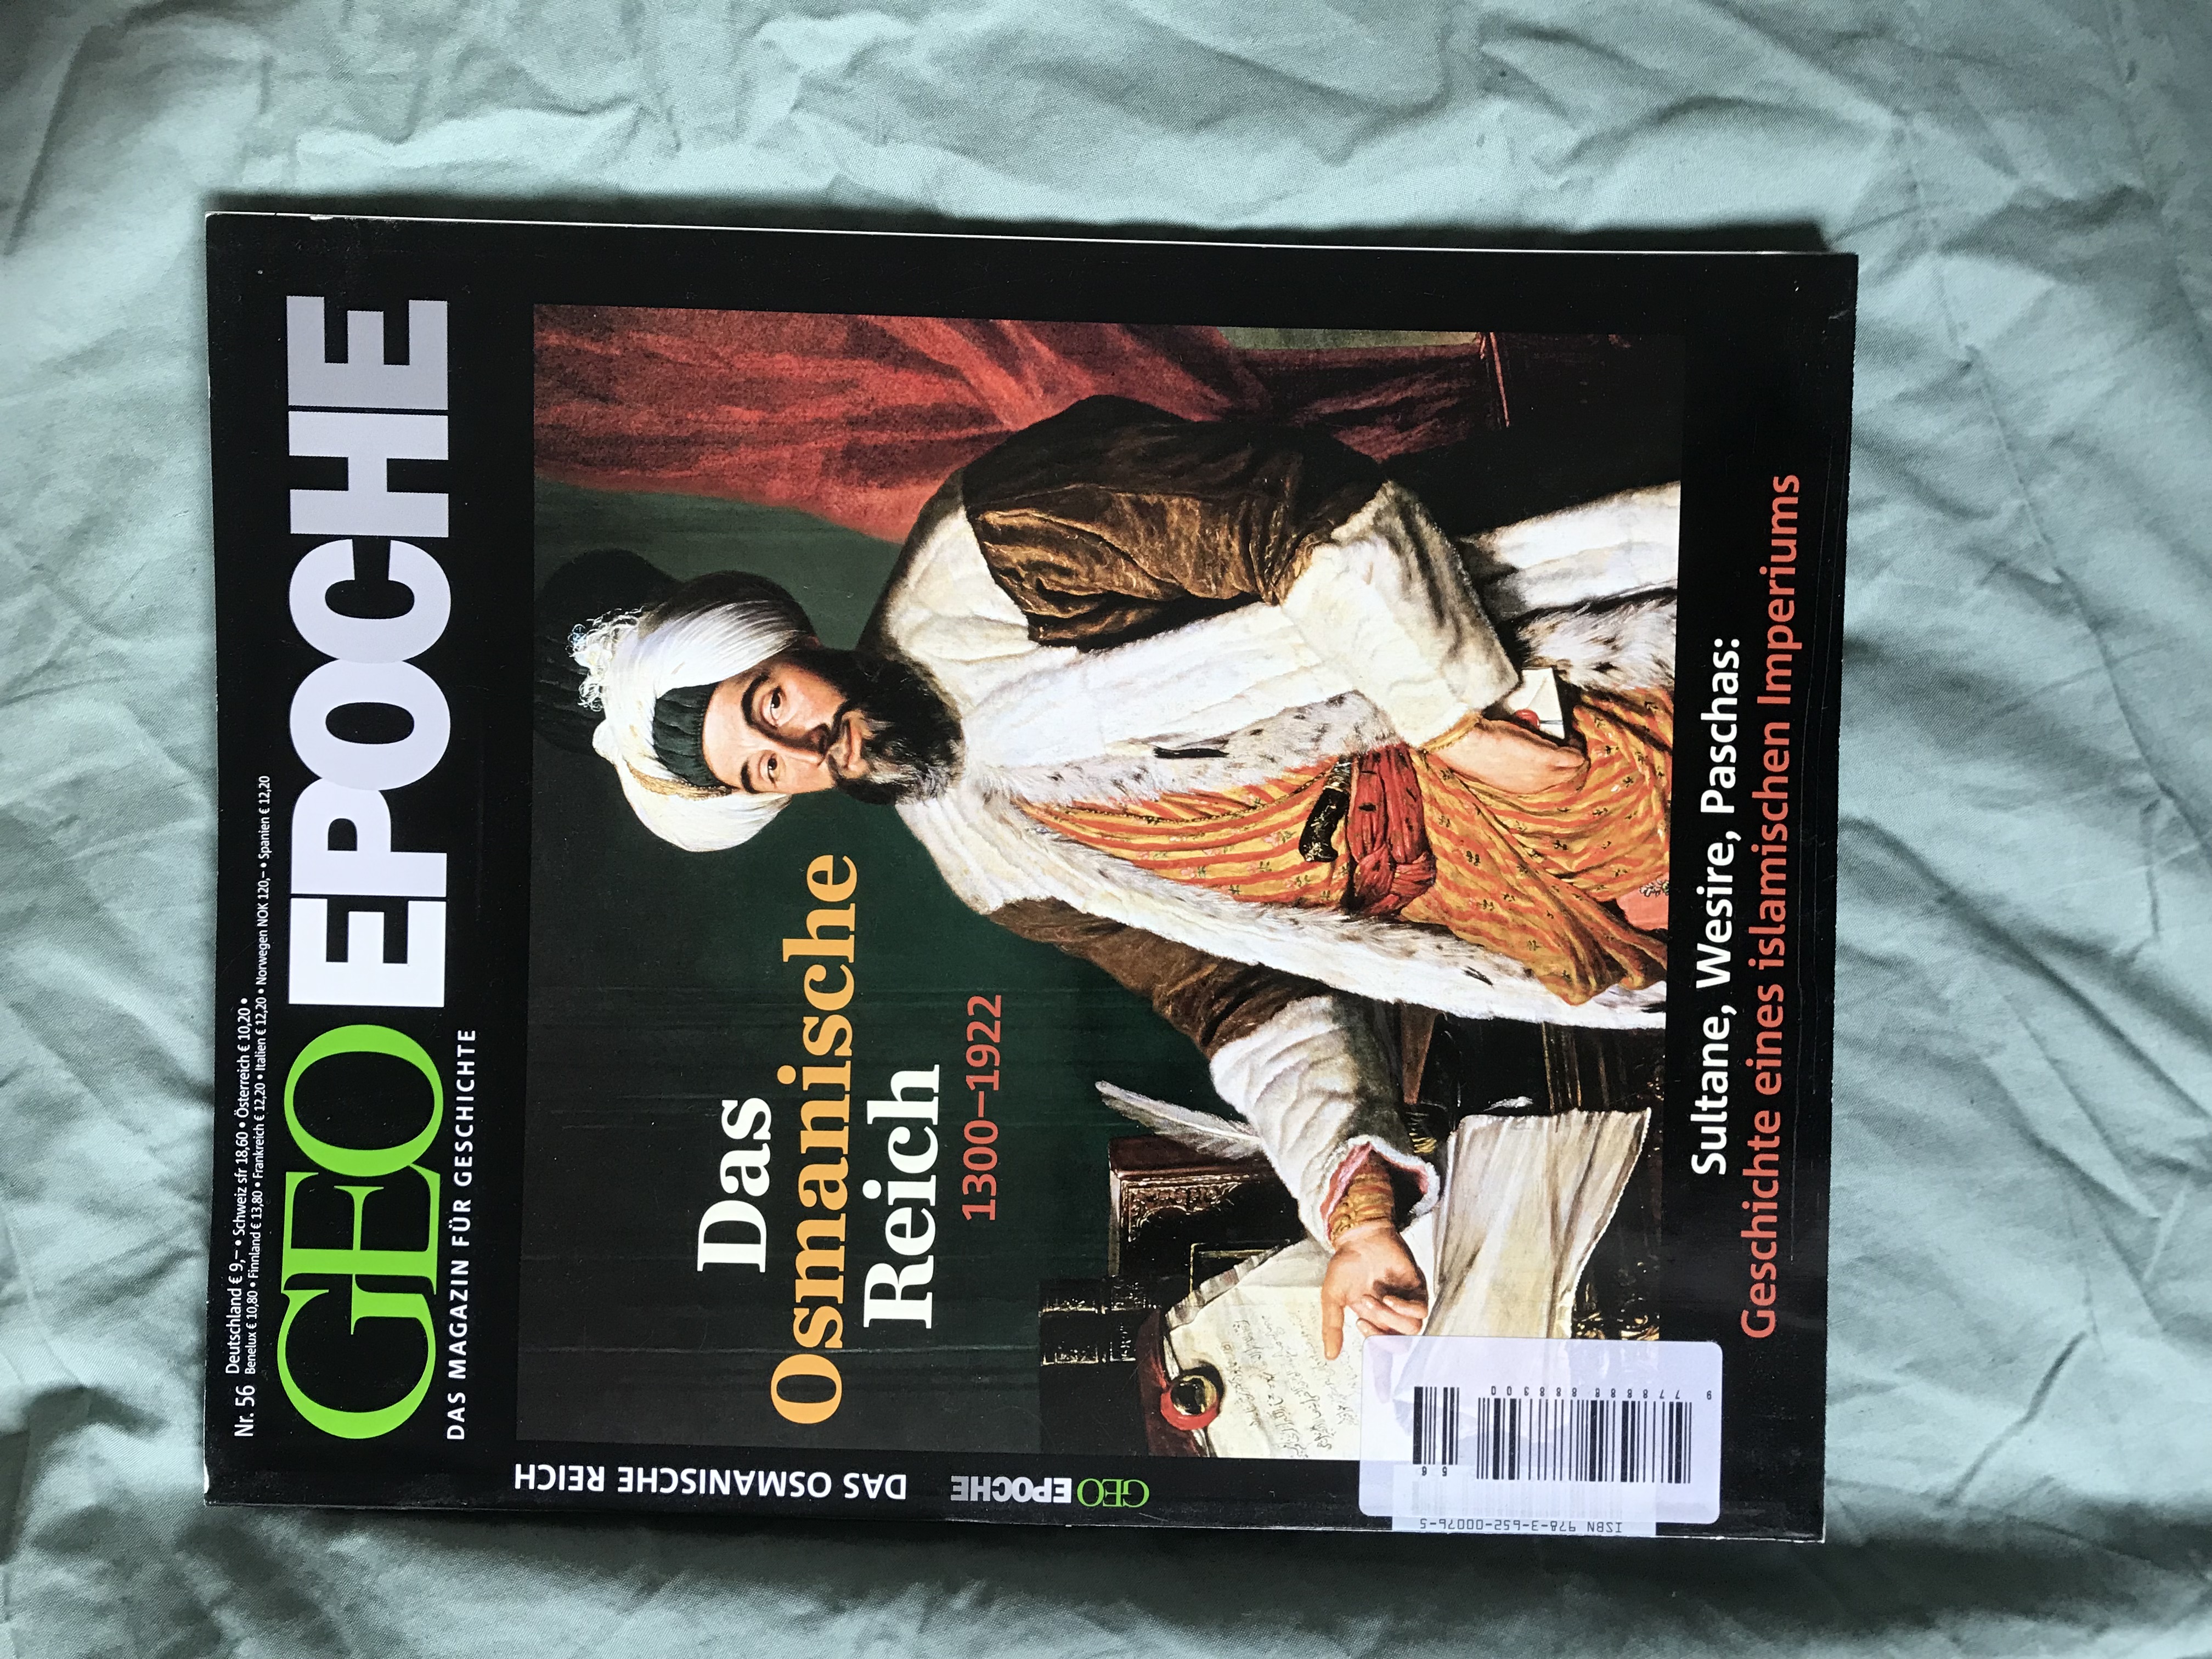 Nr. 56
Deutschland € 9,– • Schweiz sfr 18,60 • Österreich € 10,20 •
Benelux € 10,80 • Finnland € 13,80 • Frankreich € 12,20 • Italien € 12,20 • Norwegen NOK 120,– • Spanien € 12,20
GEO EPOCHE
DAS MAGAZIN FÜR GESCHICHTE
GEO EPOCHE DAS OSMANISCHE REICH
Das
Osmanische
Reich
1300–1922
ISBN 978-3-652-00076-5
Sultane, Wesire, Paschas:
Geschichte eines islamischen Imperiums